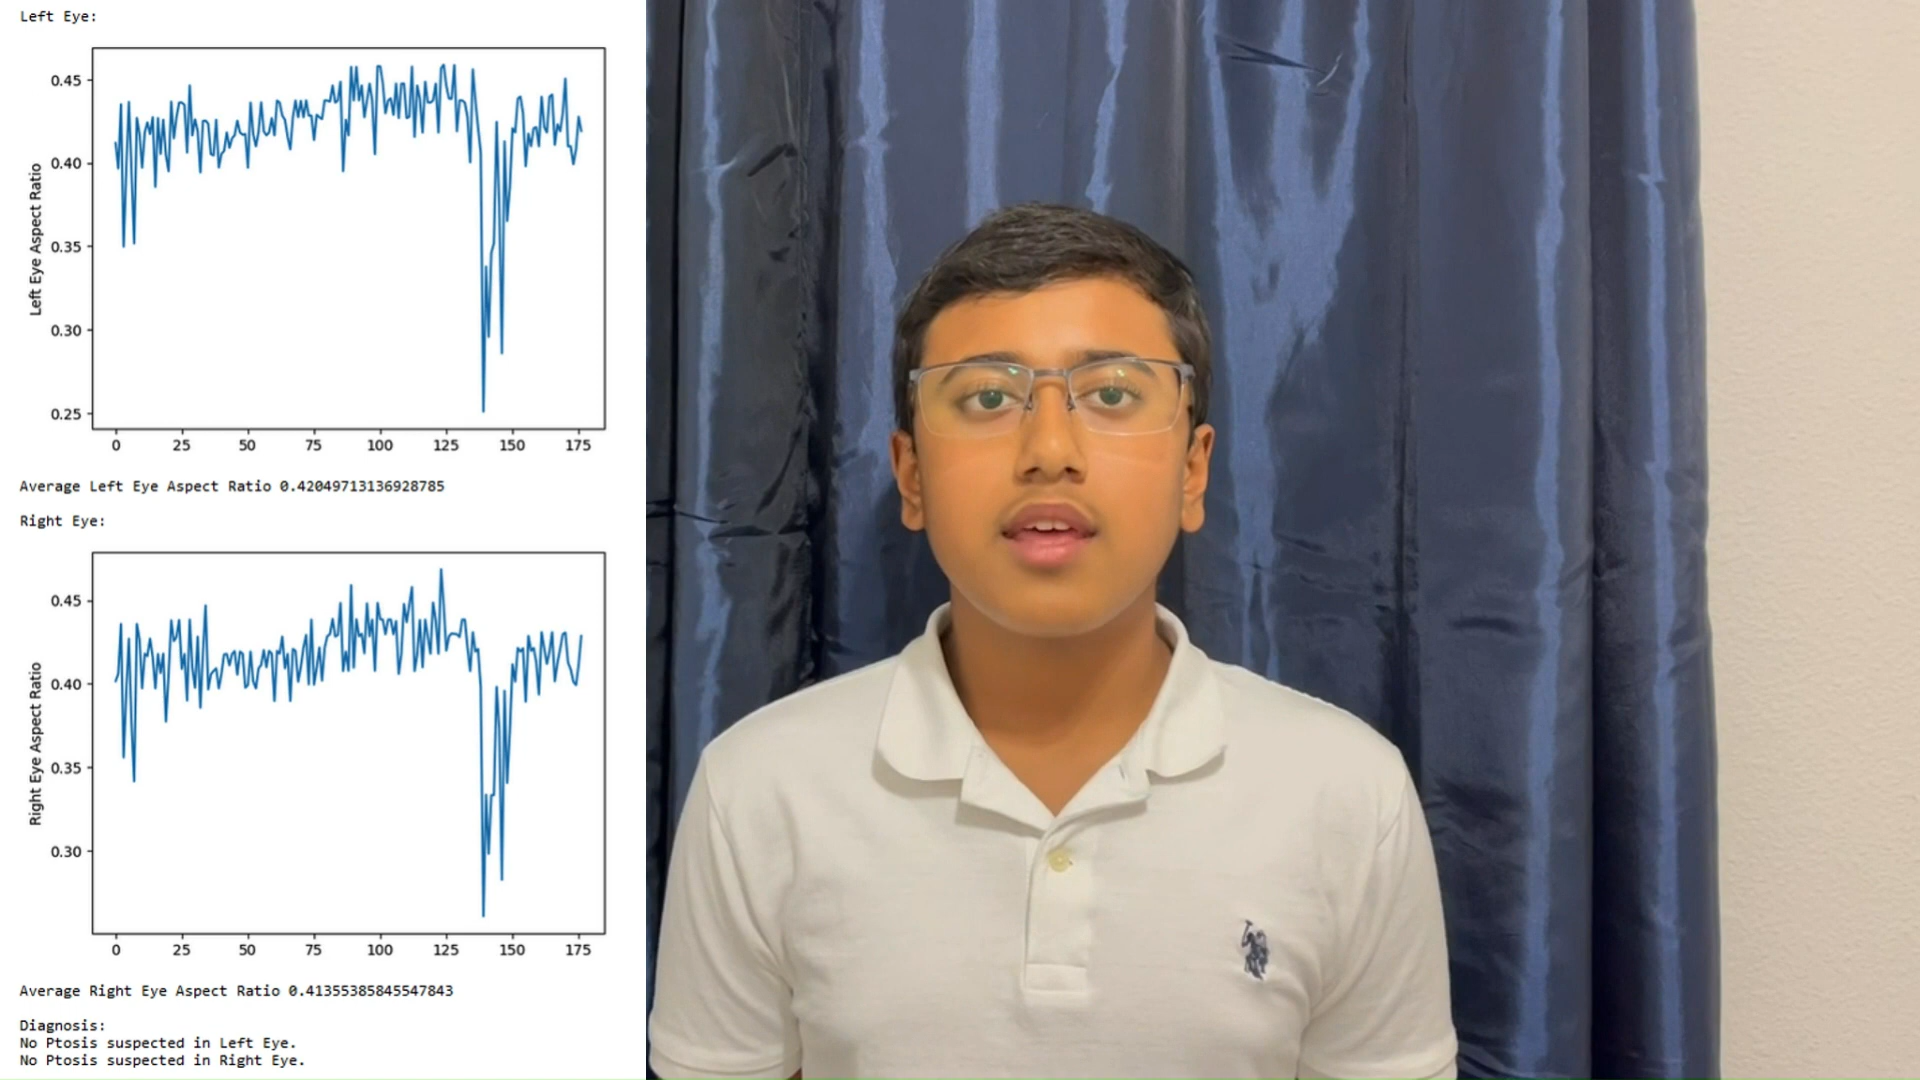 Left Eye:
0.45
0.40
0.35
0.30
0.25
Left Eye Aspect Ratio
0 25 50 75 100 125 150 175
Average Left Eye Aspect Ratio 0.42049713136928785
Right Eye:
0.45
0.40
0.35
0.30
Right Eye Aspect Ratio
0 25 50 75 100 125 150 175
Average Right Eye Aspect Ratio 0.41355385845547843
Diagnosis:
No Ptosis suspected in Left Eye.
No Ptosis suspected in Right Eye.